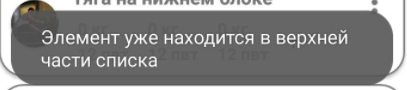 тяга на нижнем блоке
Элемент уже находится в верхней
части списка